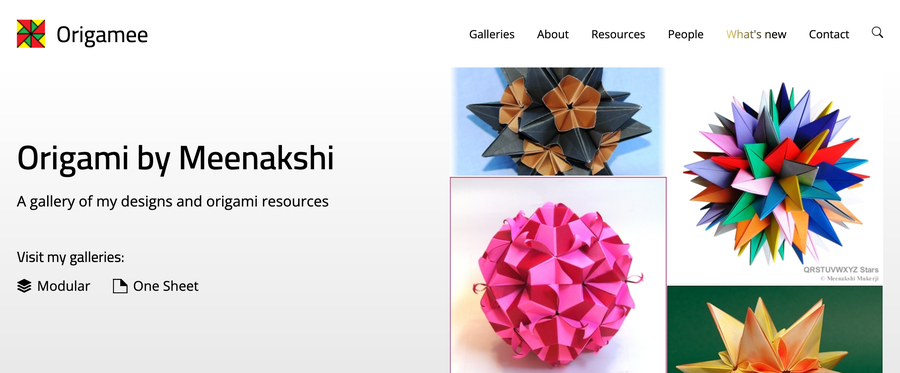 Origamee
Galleries About Resources People What's new Contact
Origami by Meenakshi
A gallery of my designs and origami resources
Visit my galleries:
Modular One Sheet
QRSTUVWXYZ Stars
© Meenakshi Mukerji